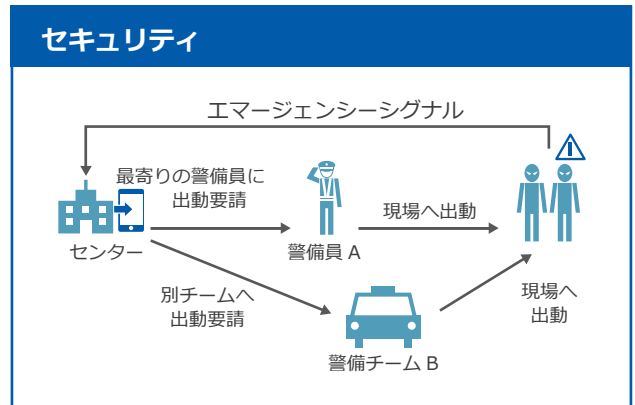 セキュリティ
エマージェンシーシグナル
最寄りの警備員に
出動要請
現場へ出動
センター
警備員 A
別チームへ
出動要請
現場へ
出動
警備チーム B